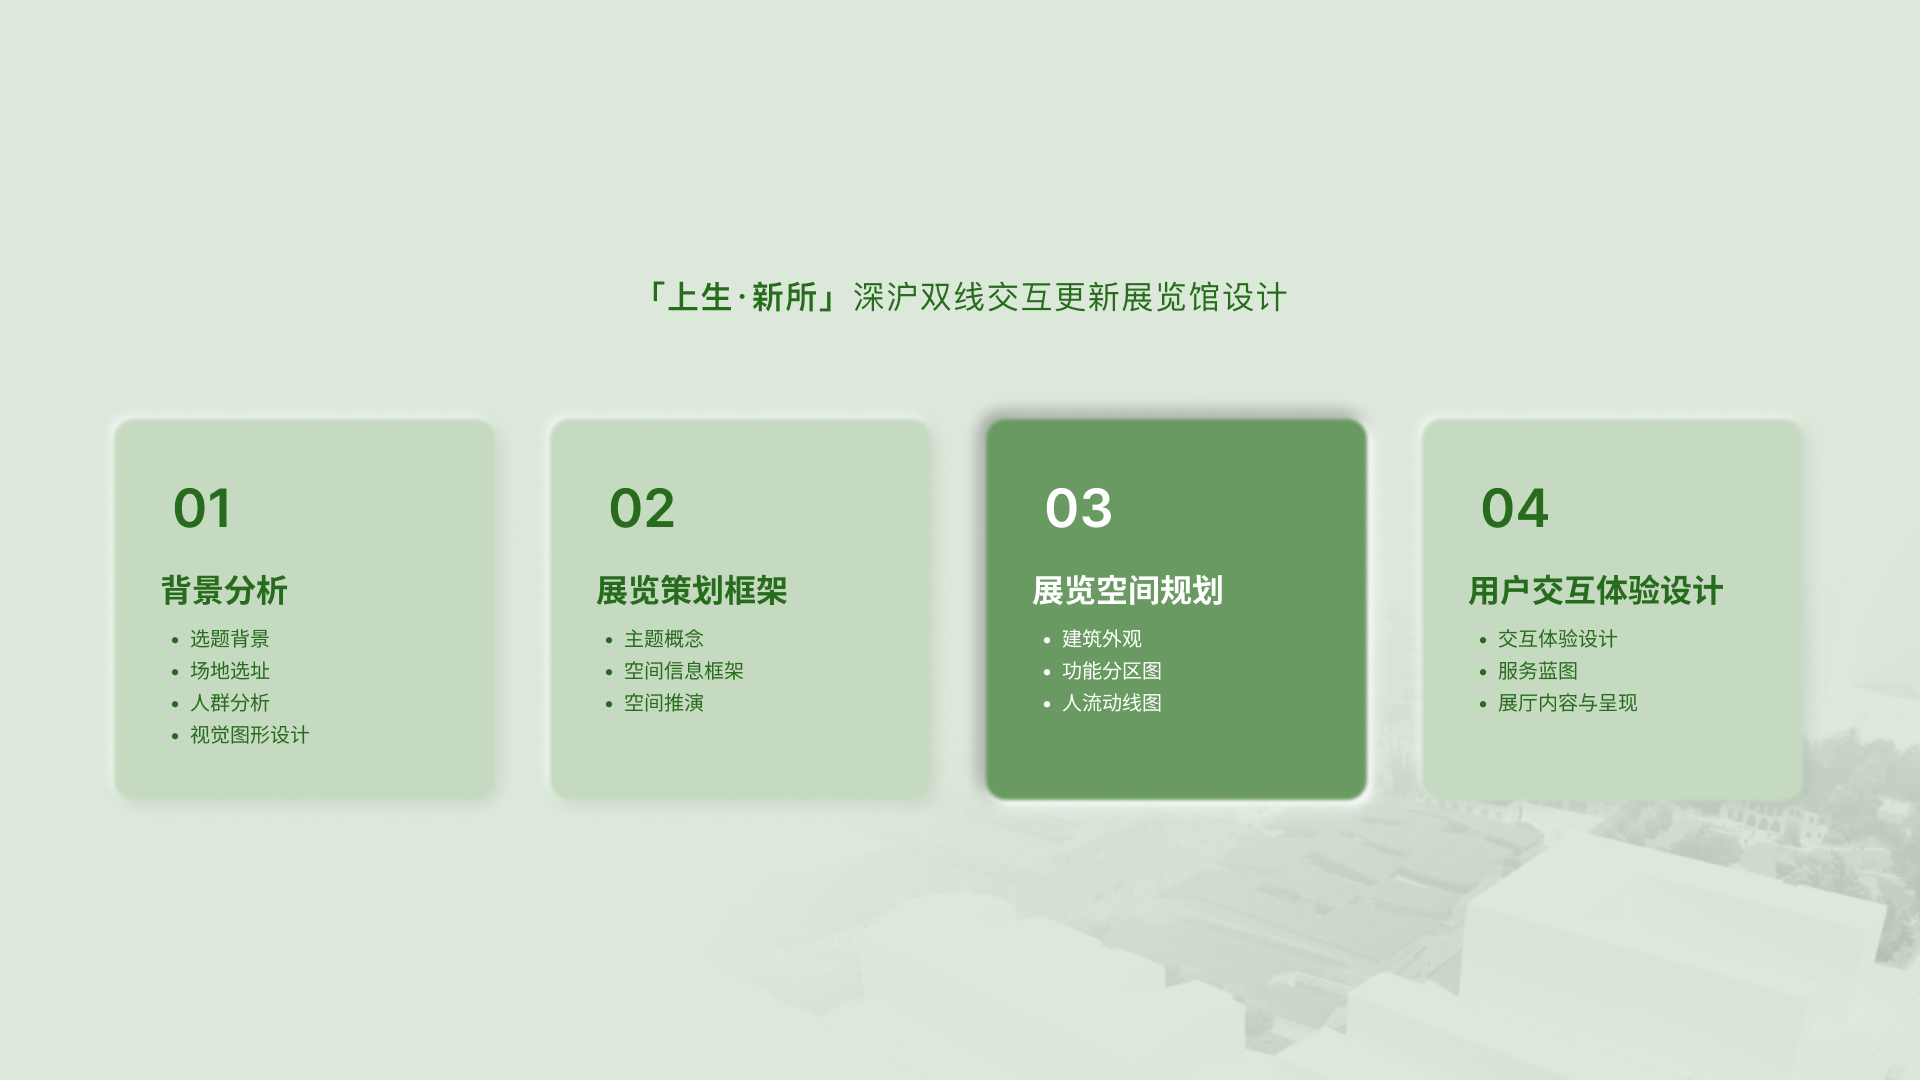 「上生·新所」深沪双线交互更新展览馆设计
01
背景分析
• 选题背景
• 场地选址
• 人群分析
• 视觉图形设计
02
展览策划框架
• 主题概念
• 空间信息框架
• 空间推演
03
展览空间规划
• 建筑外观
• 功能分区图
• 人流动线图
04
用户交互体验设计
• 交互体验设计
• 服务蓝图
• 展厅内容与呈现